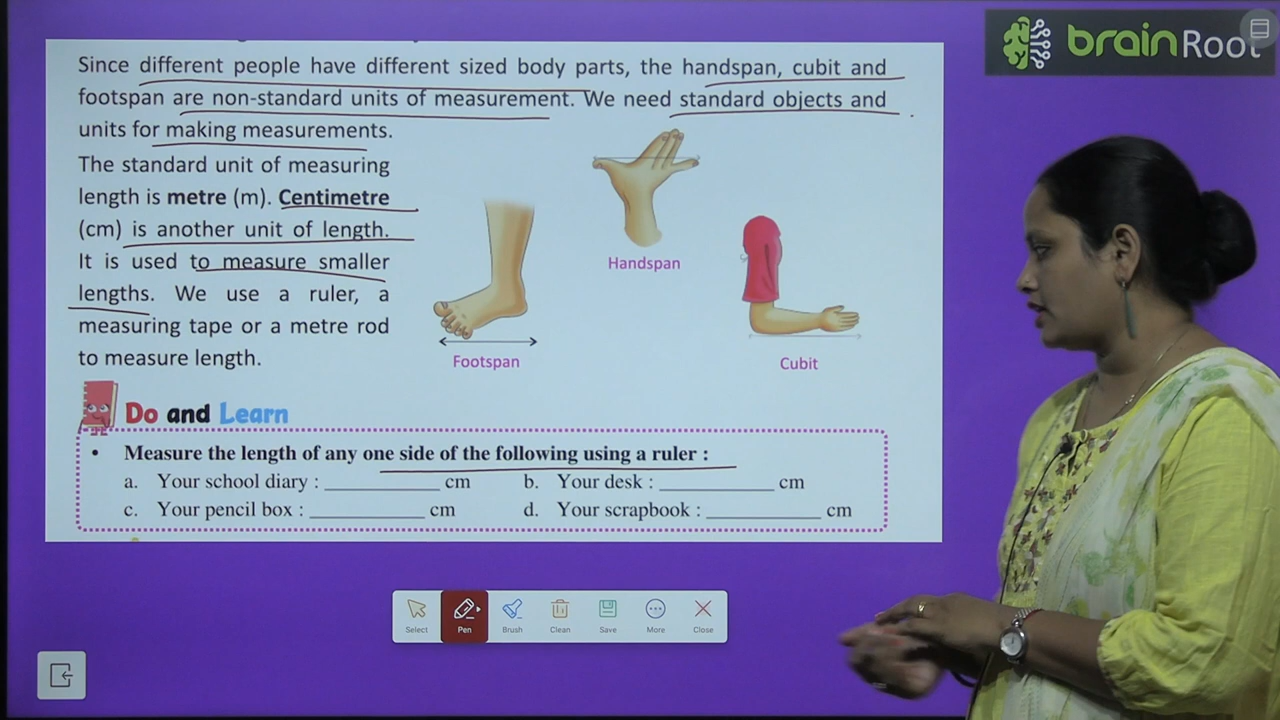 brainRoot
Since different people have different sized body parts, the handspan, cubit and
footspan are non-standard units of measurement. We need standard objects and
units for making measurements.
The standard unit of measuring
length is metre (m). Centimetre
(cm) is another unit of length.
It is used to measure smaller
lengths. We use a ruler, a
measuring tape or a metre rod
to measure length.
Handspan
Footspan
Cubit
Do and Learn
• Measure the length of any one side of the following using a ruler :
a. Your school diary : ____________ cm b. Your desk : ____________ cm
c. Your pencil box : ____________ cm d. Your scrapbook : ____________ cm
Select Pen Brush Clean Save More Close